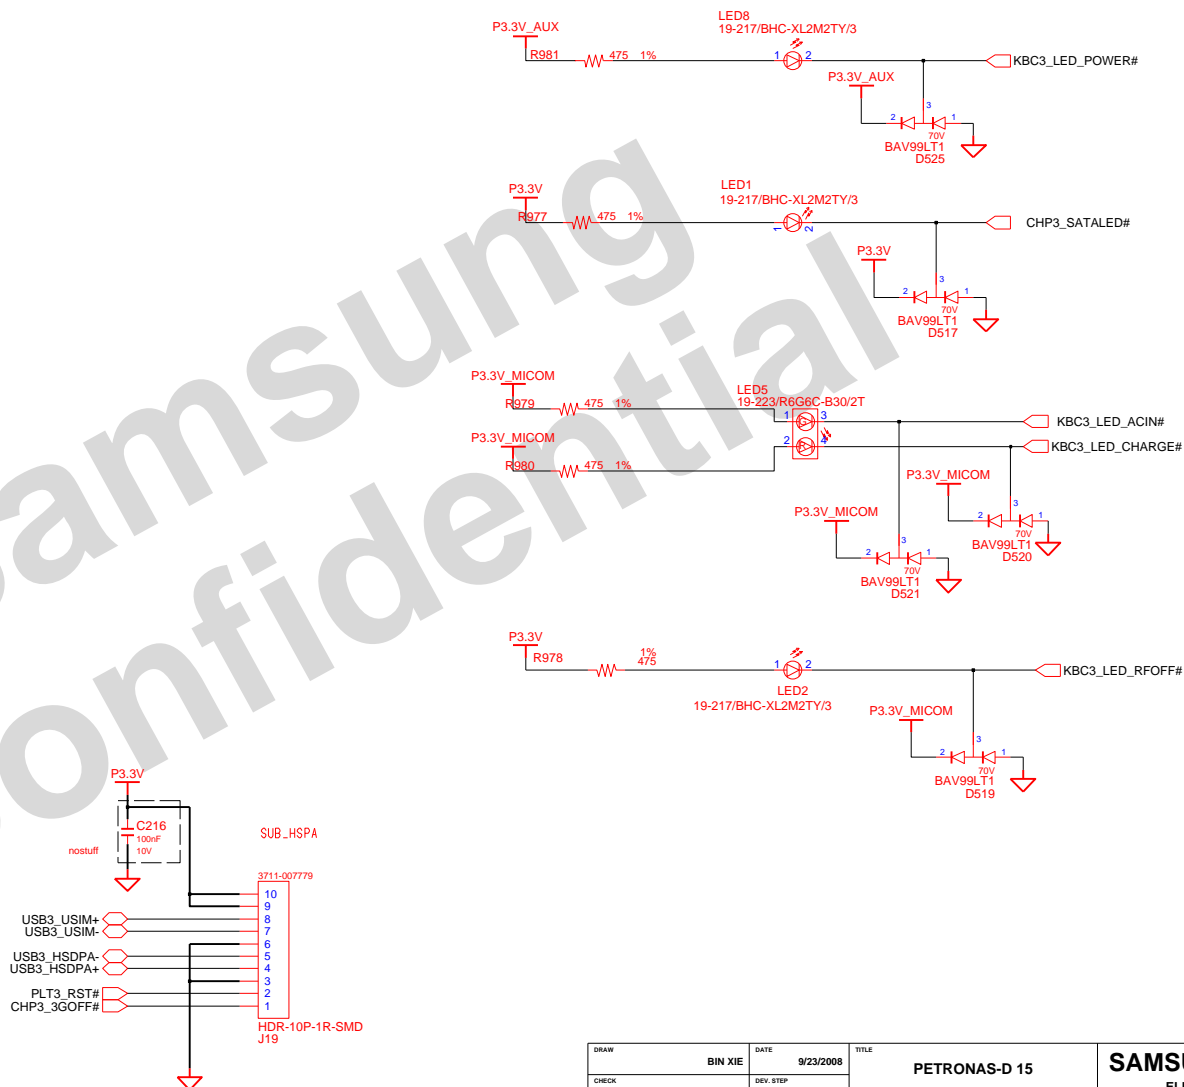 LED8
19-217/BHC-XL2M2TY/3
P3.3V_AUX
R981 475 1%
1 2
KBC3_LED_POWER#
P3.3V_AUX
3
2 1
70V
BAV99LT1
D525
LED1
19-217/BHC-XL2M2TY/3
P3.3V
R977 475 1%
1 2
CHP3_SATALED#
P3.3V
3
2 1
70V
BAV99LT1
D517
P3.3V_MICOM
R979 475 1%
LED5
19-223/R6G6C-B30/2T
1 G 3
KBC3_LED_ACIN#
P3.3V_MICOM
R980 475 1%
2 R 4
KBC3_LED_CHARGE#
P3.3V_MICOM
3
2 1
70V
BAV99LT1
D520
P3.3V_MICOM
3
2 1
70V
BAV99LT1
D521
P3.3V
R978 1%
475
1 2
KBC3_LED_RFOFF#
LED2
19-217/BHC-XL2M2TY/3
P3.3V_MICOM
3
2 1
70V
BAV99LT1
D519
Samsung
Confidential
P3.3V
C216
100nF
10V
nostuff
SUB_HSPA
3711-007779
10
9
USB3_USIM+ 8
USB3_USIM- 7
6
USB3_HSDPA- 5
USB3_HSDPA+ 4
3
PLT3_RST# 2
CHP3_3GOFF# 1
HDR-10P-1R-SMD
J19
DRAW
BIN XIE
DATE
9/23/2008
TITLE
PETRONAS-D 15
SAMSU
CHECK
DEV. STEP